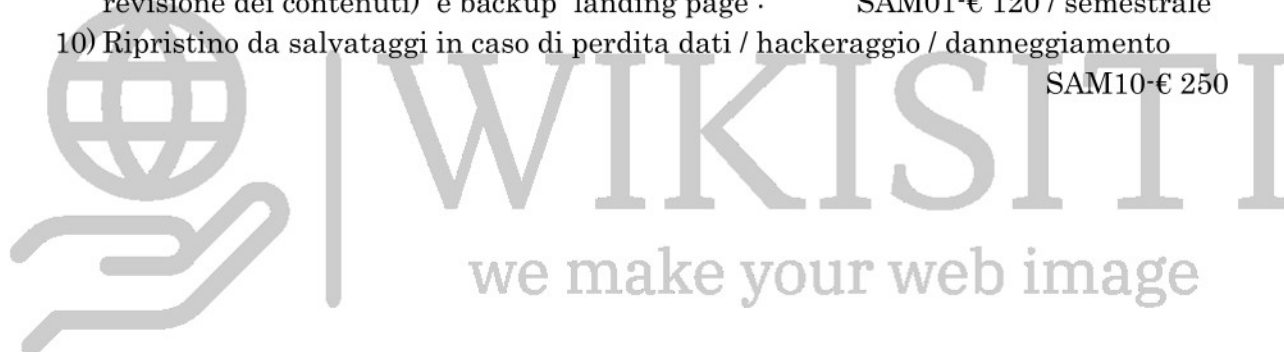 revisione dei contenuti) e backup landing page : SAM01-€ 120 / semestrale
10) Ripristino da salvataggi in caso di perdita dati / hackeraggio / danneggiamento
SAM10-€ 250
WIKISITI
we make your web image